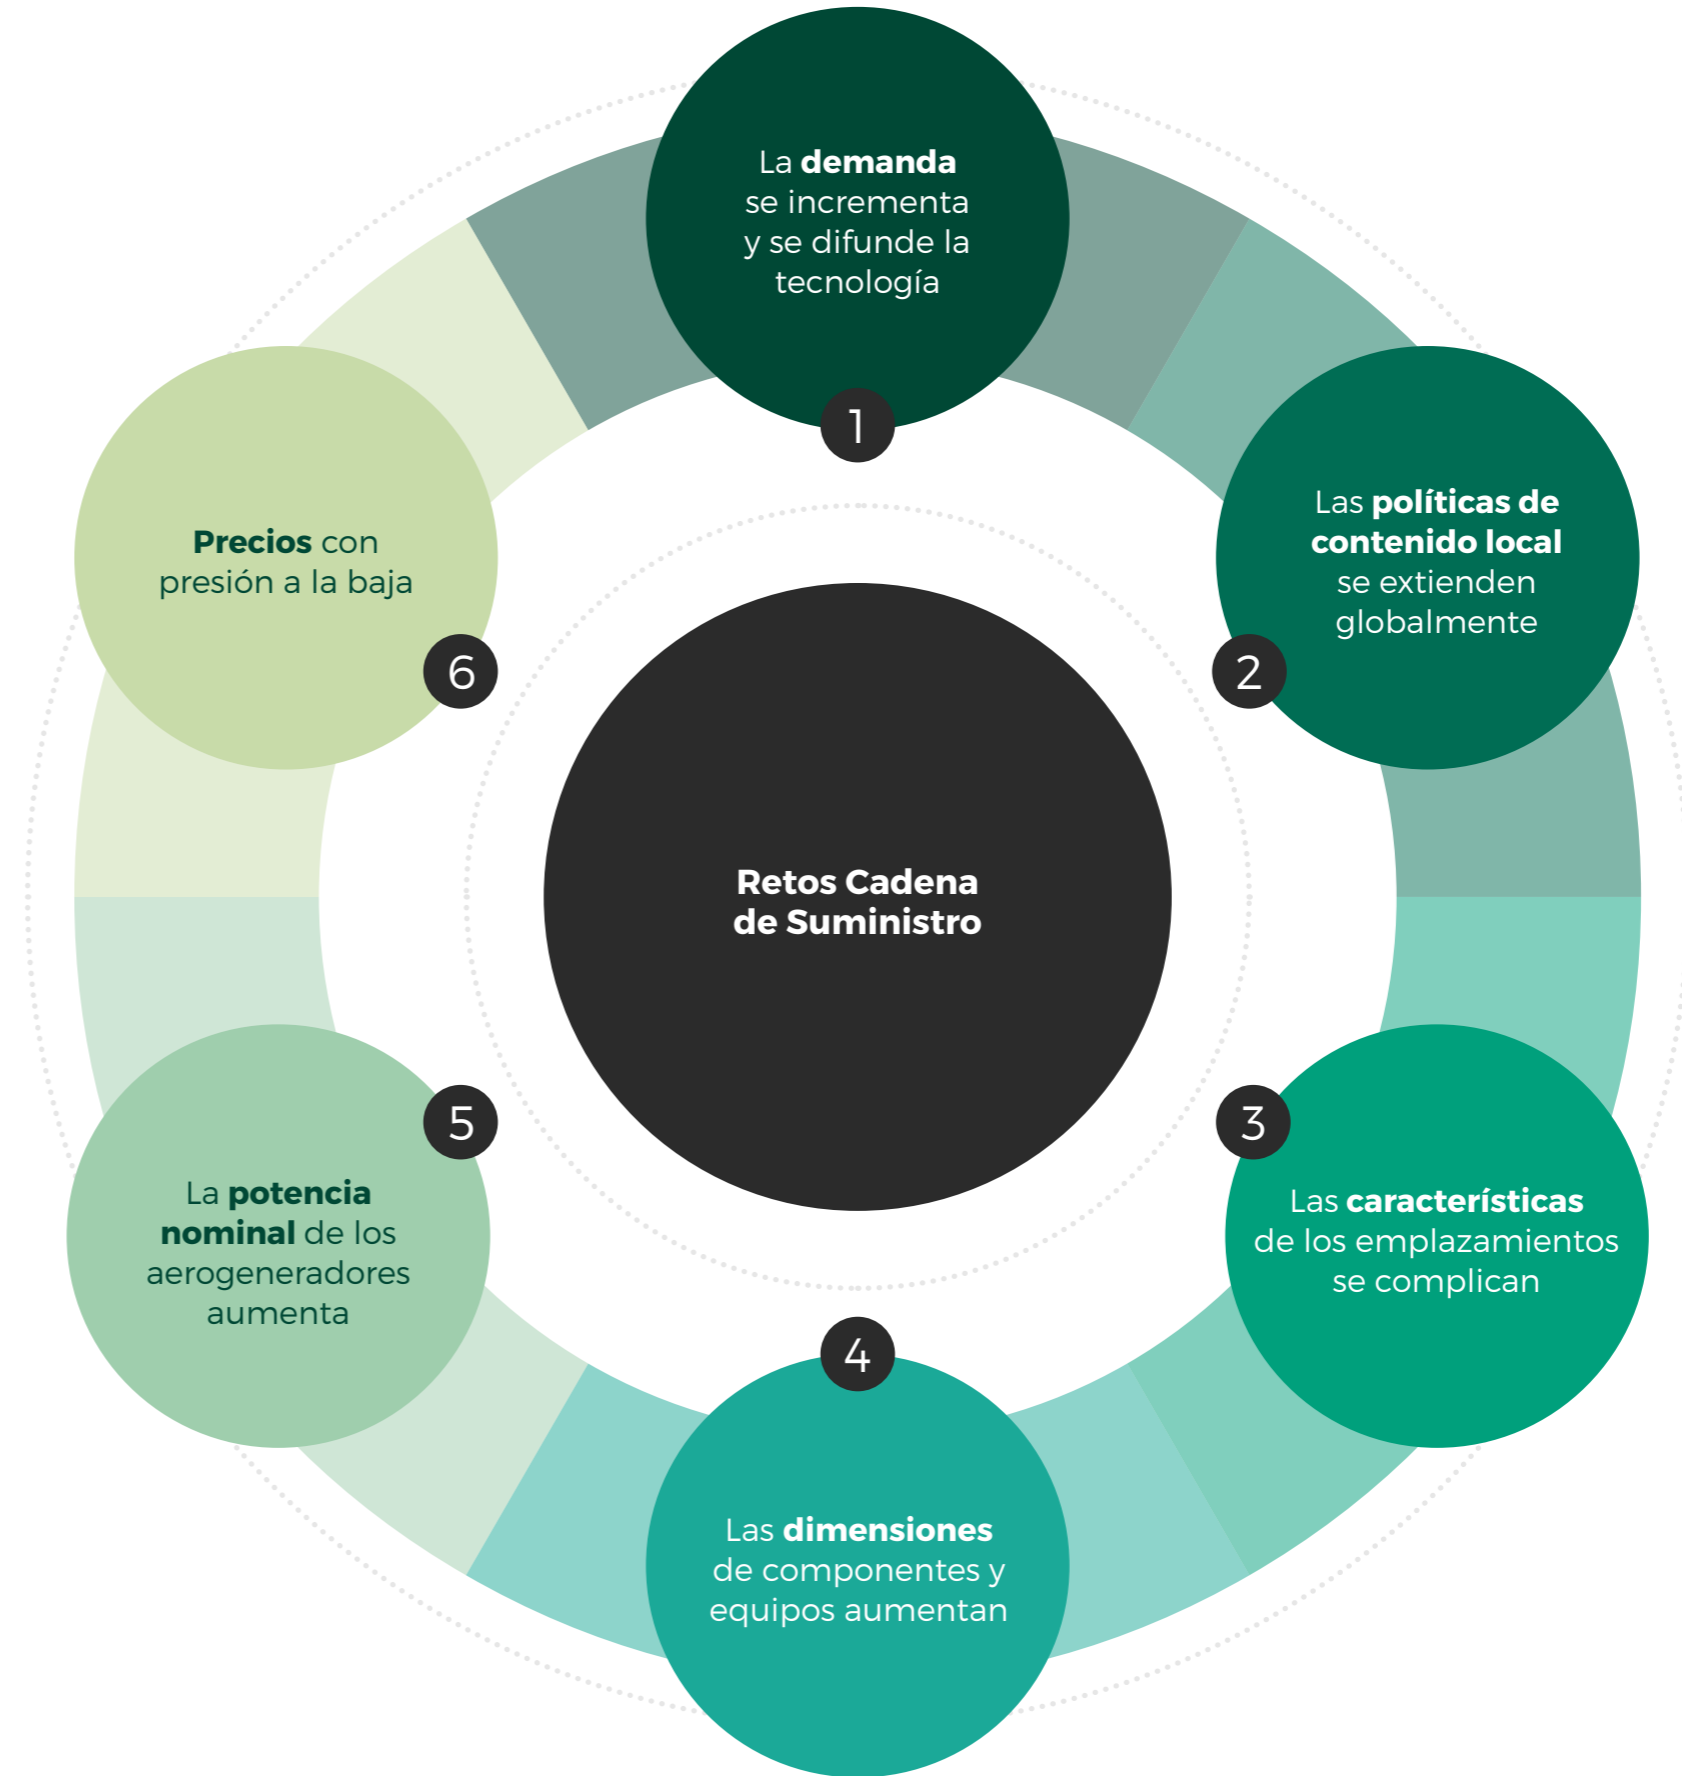 La demanda
se incrementa
y se difunde la
tecnología
1
Las políticas de
contenido local
se extienden
globalmente
2
Las características
de los emplazamientos
se complican
3
Las dimensiones
de componentes y
equipos aumentan
4
La potencia
nominal de los
aerogeneradores
aumenta
5
Precios con
presión a la baja
6
Retos Cadena
de Suministro